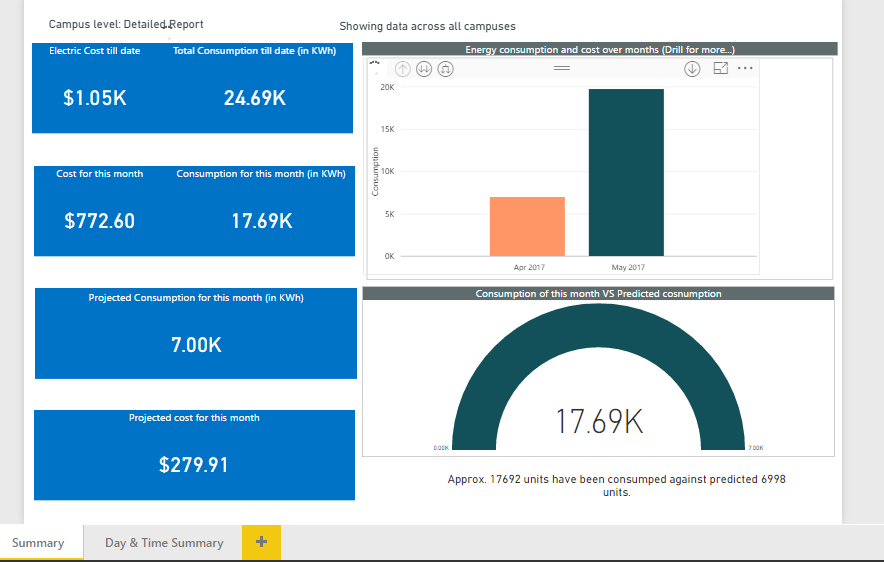 Campus level: Detailed Report
Showing data across all campuses
Electric Cost till date
Total Consumption till date (in KWh)
$1.05K
24.69K
Cost for this month
Consumption for this month (in KWh)
$772.60
17.69K
Projected Consumption for this month (in KWh)
7.00K
Projected cost for this month
$279.91
Energy consumption and cost over months (Drill for more...)
20K
15K
10K
5K
0K
Consumption
Apr 2017
May 2017
Consumption of this month VS Predicted cosnumption
17.69K
0.00K
7.00K
Approx. 17692 units have been consumped against predicted 6998
units.
Summary
Day & Time Summary
+